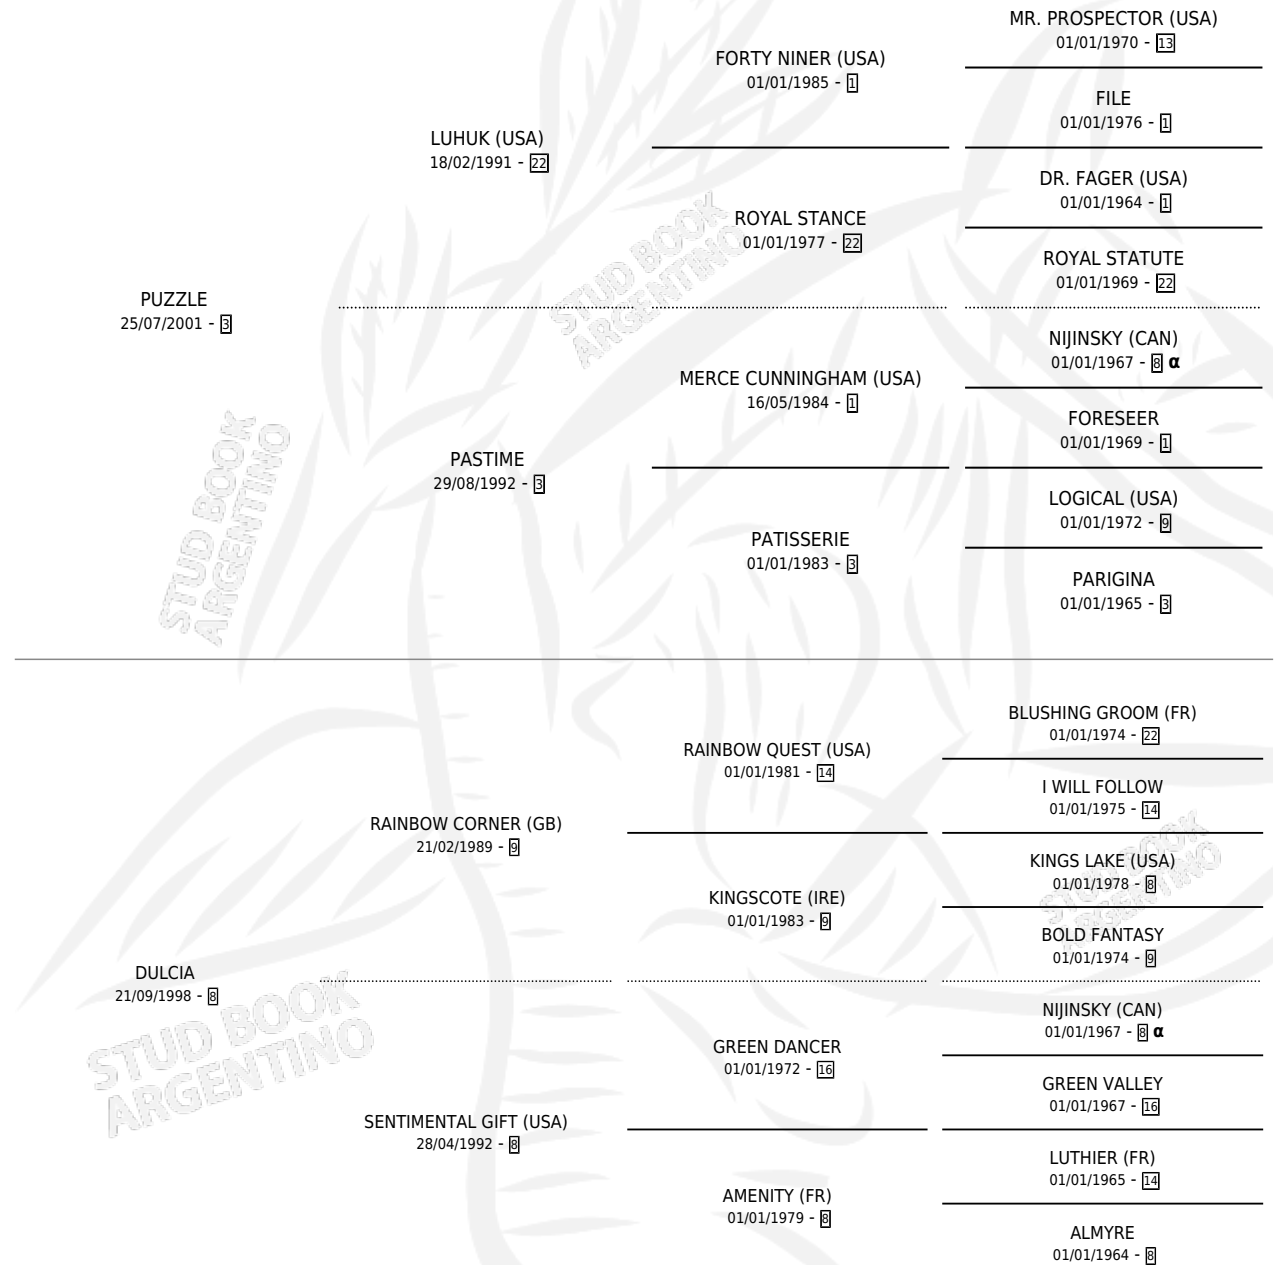 MR. PROSPECTOR (USA)
01/01/1970 - 13
FORTY NINER (USA)
01/01/1985 - 1
FILE
01/01/1976 - 1
LUHUK (USA)
18/02/1991 - 22
DR. FAGER (USA)
01/01/1964 - 1
ROYAL STANCE
01/01/1977 - 22
ROYAL STATUTE
01/01/1969 - 22
STUD BOOK
ARGENTINO
PUZZLE
25/07/2001 - 3
NIJINSKY (CAN)
01/01/1967 - 8 α
MERCE CUNNINGHAM (USA)
16/05/1984 - 1
FORESEER
01/01/1969 - 1
PASTIME
29/08/1992 - 3
LOGICAL (USA)
01/01/1972 - 9
PATISSERIE
01/01/1983 - 3
PARIGINA
01/01/1965 - 3
STUD BOOK
ARGENTINO
BLUSHING GROOM (FR)
01/01/1974 - 22
RAINBOW QUEST (USA)
01/01/1981 - 14
I WILL FOLLOW
01/01/1975 - 14
RAINBOW CORNER (GB)
21/02/1989 - 9
KINGS LAKE (USA)
01/01/1978 - 8
KINGSCOTE (IRE)
01/01/1983 - 9
BOLD FANTASY
01/01/1974 - 9
STUD BOOK
ARGENTINO
DULCIA
21/09/1998 - 8
NIJINSKY (CAN)
01/01/1967 - 8 α
GREEN DANCER
01/01/1972 - 16
GREEN VALLEY
01/01/1967 - 16
STUD BOOK
ARGENTINO
SENTIMENTAL GIFT (USA)
28/04/1992 - 8
LUTHIER (FR)
01/01/1965 - 14
AMENITY (FR)
01/01/1979 - 8
ALMYRE
01/01/1964 - 8